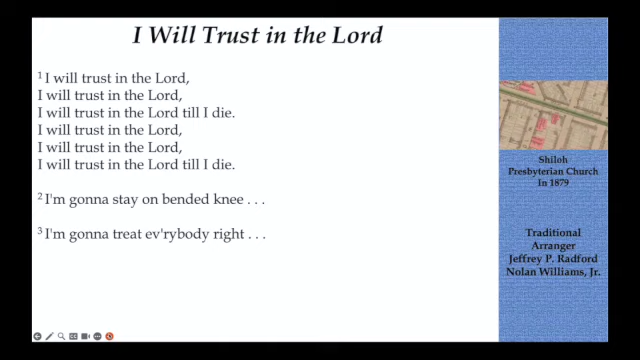 I Will Trust in the Lord
1 I will trust in the Lord,
I will trust in the Lord,
I will trust in the Lord till I die.
I will trust in the Lord,
I will trust in the Lord,
I will trust in the Lord till I die.
2 I'm gonna stay on bended knee . . .
3 I'm gonna treat ev'rybody right . . .
Shiloh
Presbyterian Church
In 1879
Traditional
Arranger
Jeffrey P. Radford
Nolan Williams, Jr.